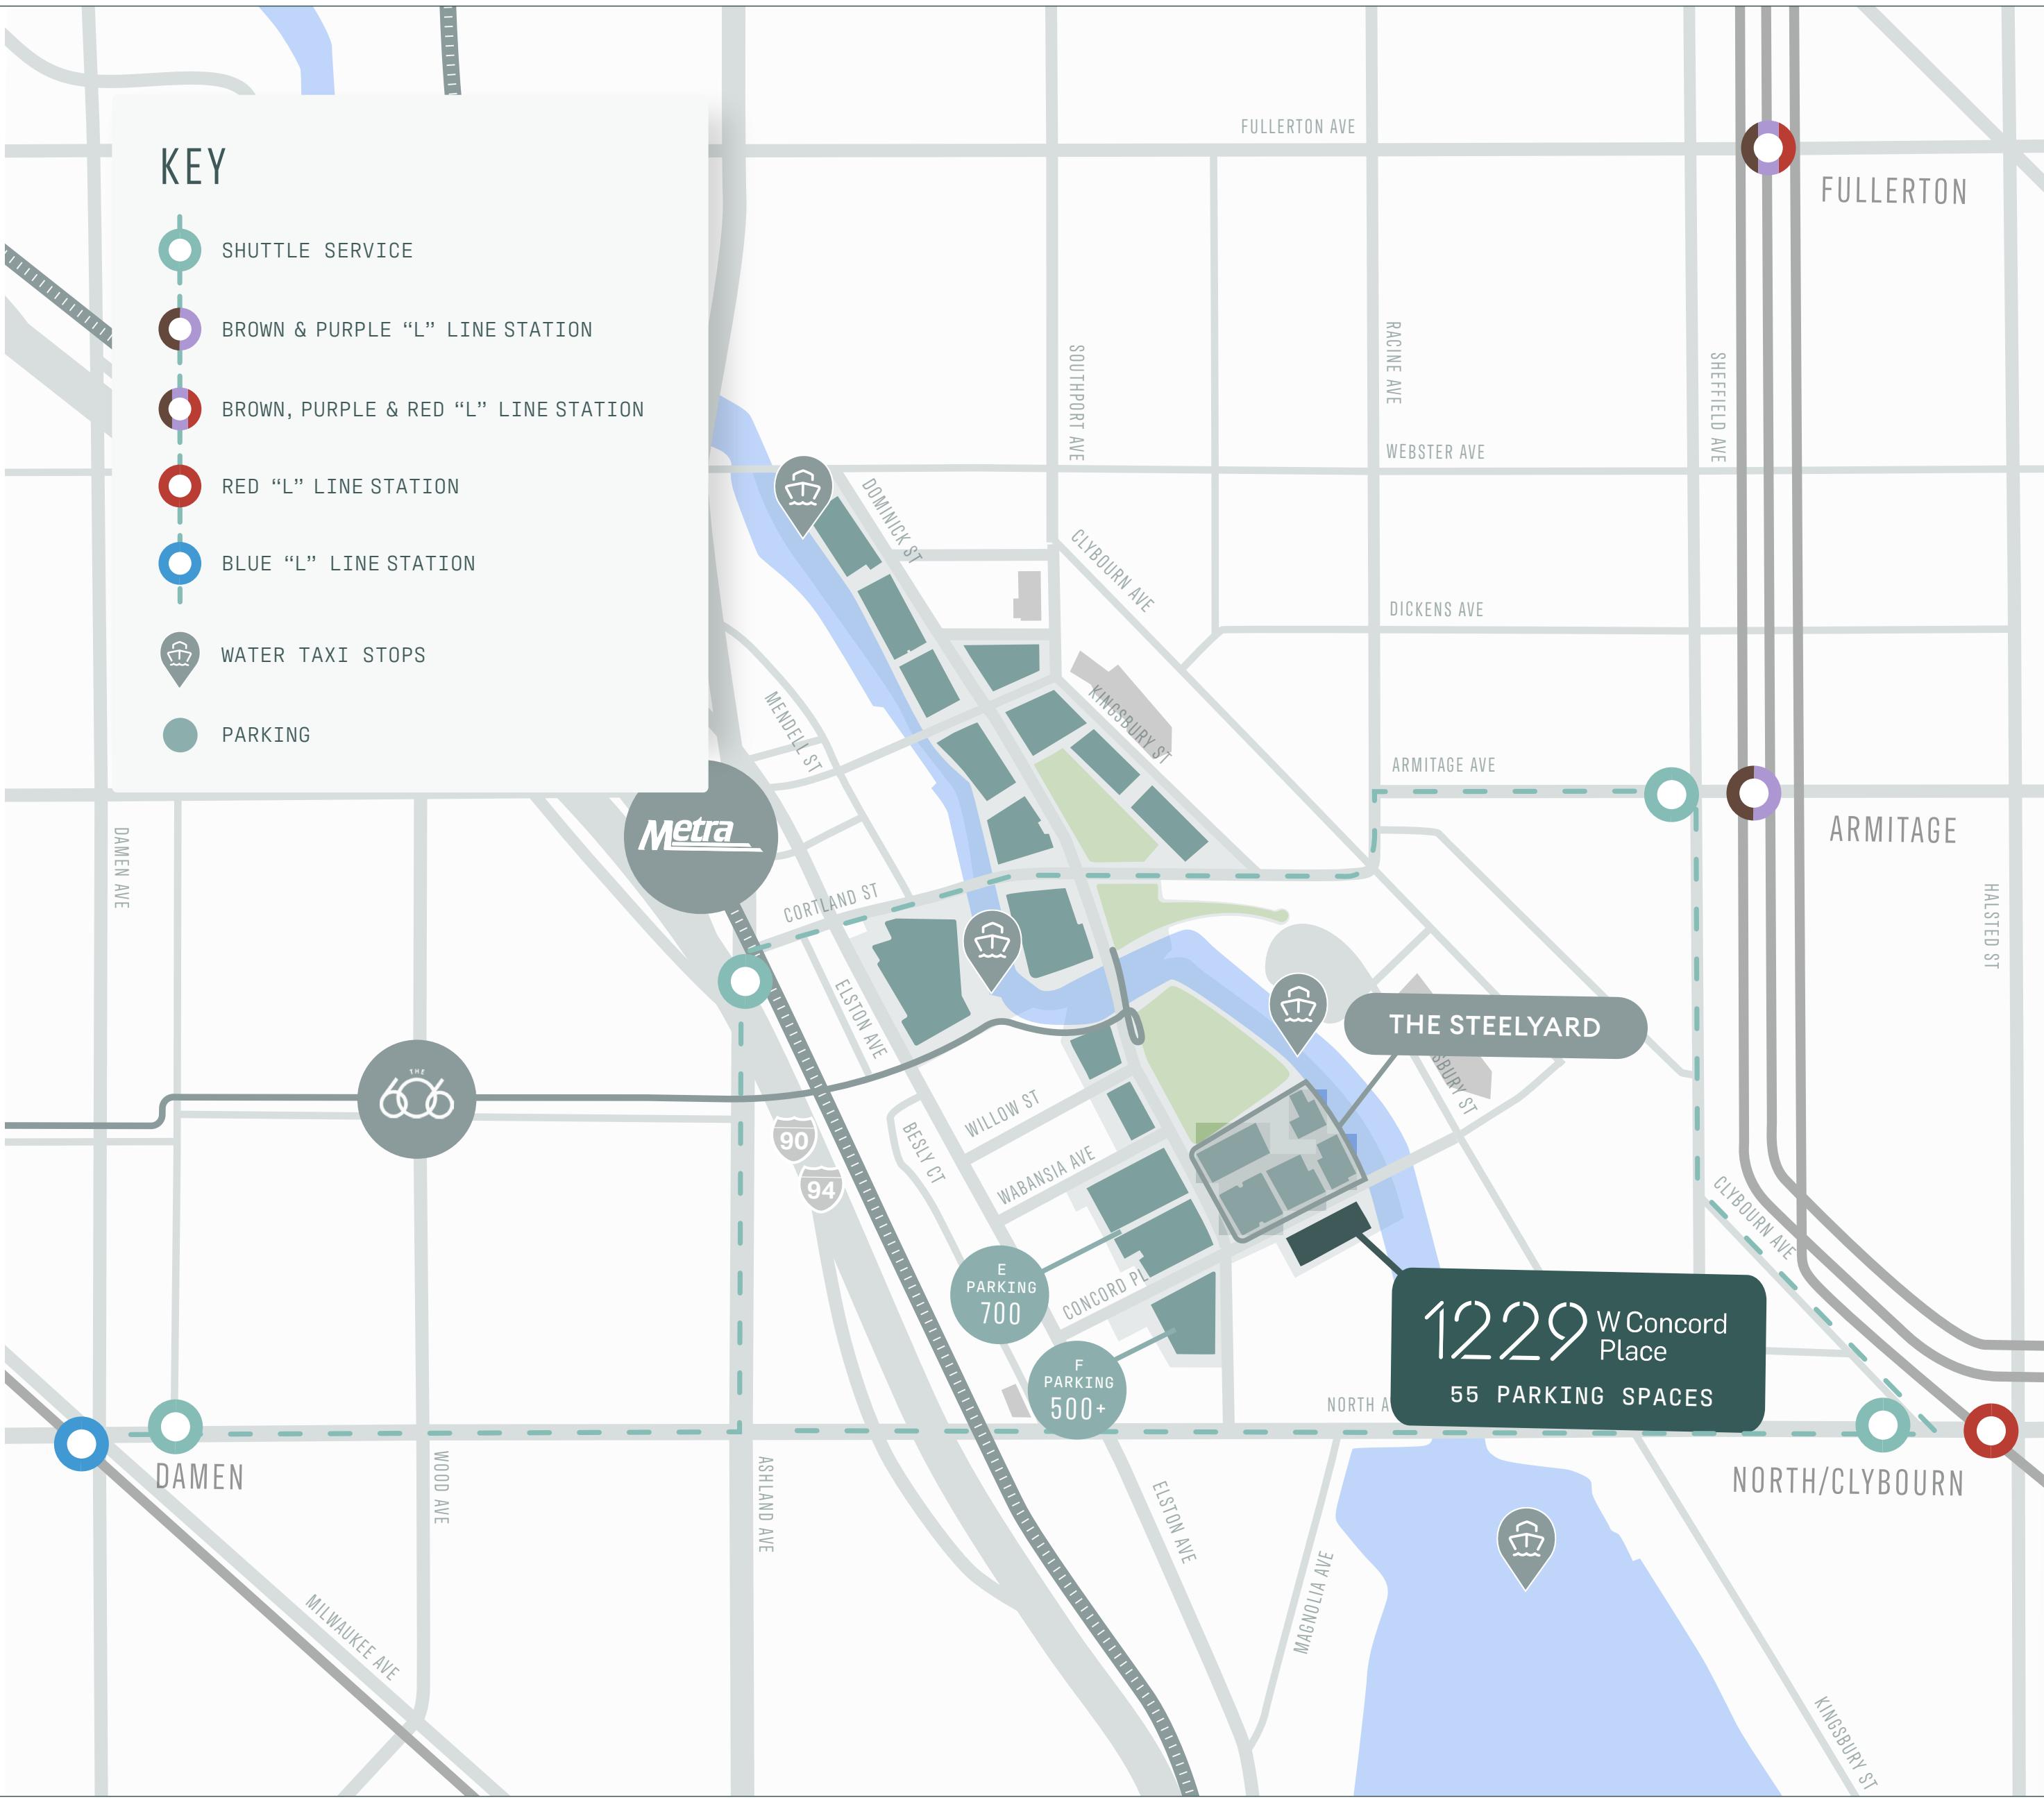 KEY
SHUTTLE SERVICE
BROWN & PURPLE “L” LINE STATION
BROWN, PURPLE & RED “L” LINE STATION
RED “L” LINE STATION
BLUE “L” LINE STATION
WATER TAXI STOPS
PARKING
FULLERTON AVE
FULLERTON
SOUTHPORT AVE
RACINE AVE
SHEFFIELD AVE
WEBSTER AVE
DOMINICK ST
CLYBOURN AVE
DICKENS AVE
KINGSBURY ST
MENDELL ST
ARMITAGE AVE
ARMITAGE
Metra
DAMEN AVE
CORTLAND ST
HALSTED ST
ELSTON AVE
THE STEELYARD
SBURY ST
THE
606
90
94
WILLOW ST
BESLY CT
WABANSIA AVE
CLYBOURN AVE
E
PARKING
700
CONCORD PL
F
PARKING
500+
1229 W Concord
Place
55 PARKING SPACES
NORTH A
DAMEN
WOOD AVE
ASHLAND AVE
ELSTON AVE
NORTH/CLYBOURN
MAGNOLIA AVE
MILWAUKEE AVE
KINGSBURY ST